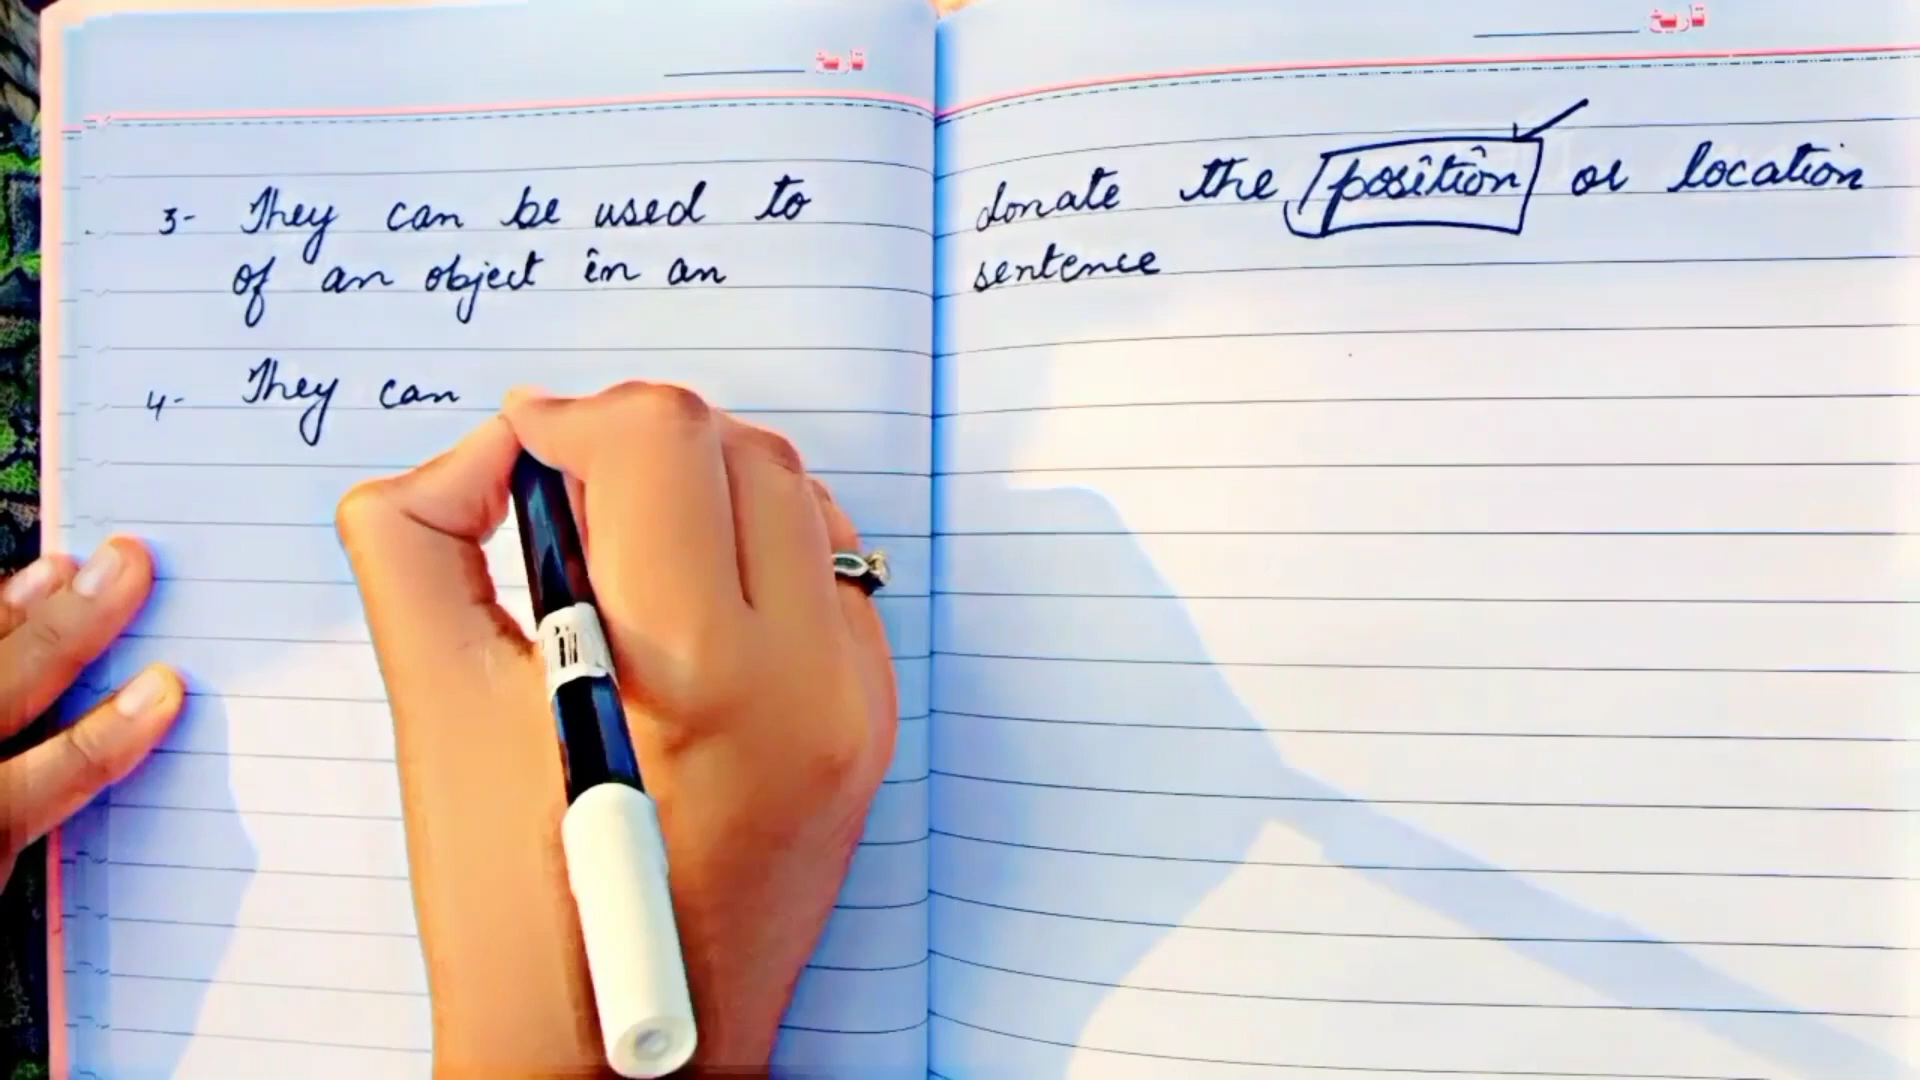 تاریخ
تاریخ
3- They can be used to donate the position or location
of an object in an sentence
4- They can